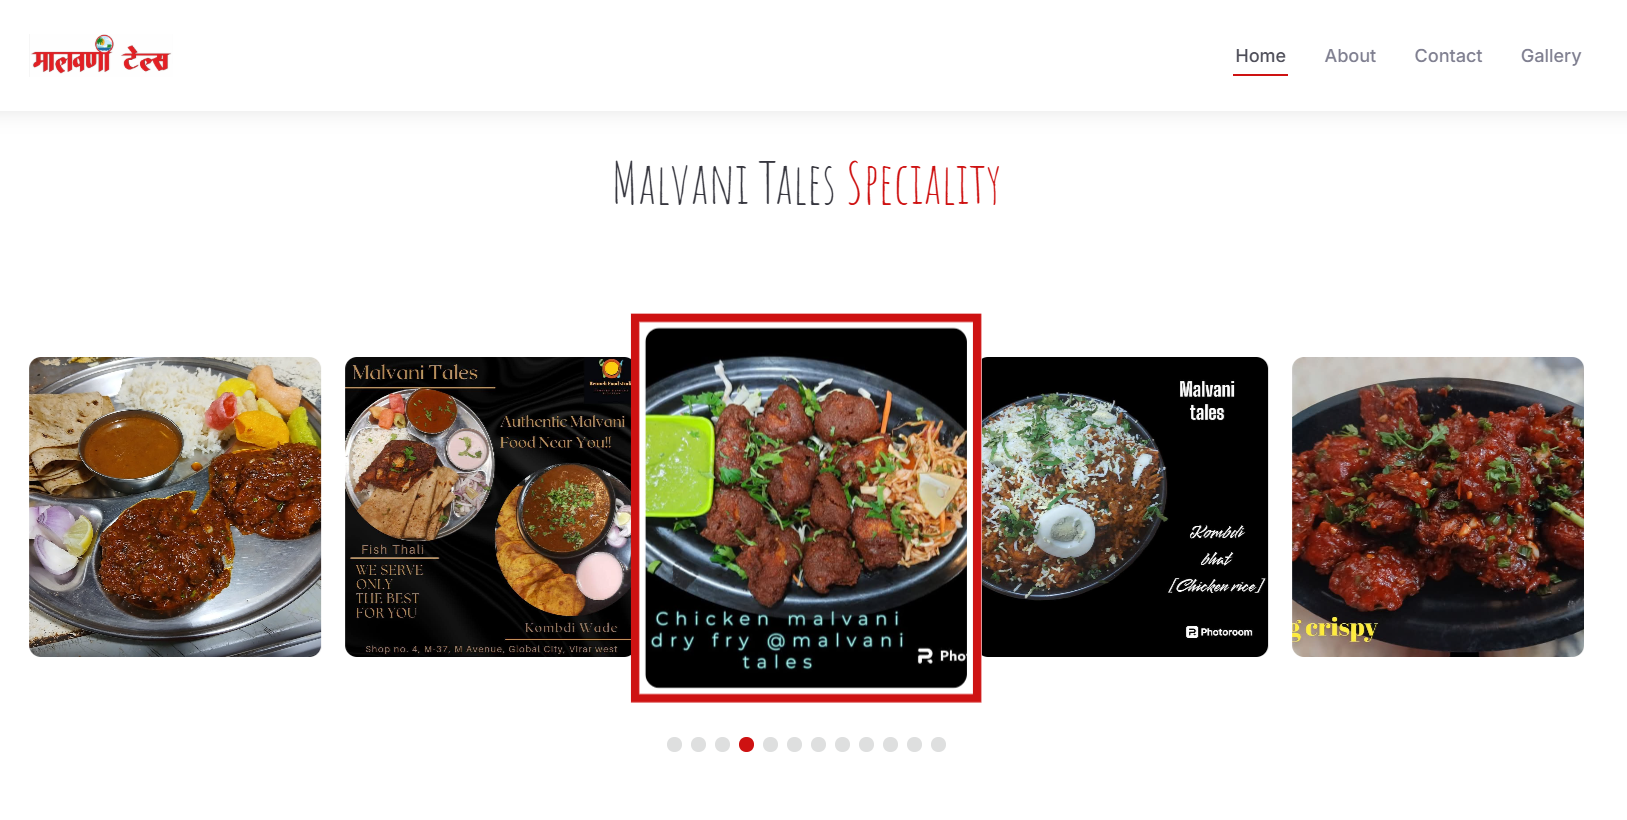 मालवणी टेल्स
Home
About
Contact
Gallery
Malvani Tales Speciality
Malvani Tales
Authentic Malvani
Food Near You!!
Fish Thali
WE SERVE
ONLY
THE BEST
FOR YOU
Kombdi Wade
Shop no. 4, M-37, M Avenue, Global City, Virar west
Chicken malvani
dry fry @malvani
tales
Pho
Malvani
tales
Kombdi
bhat
[Chicken rice]
Photoroom
g crispy